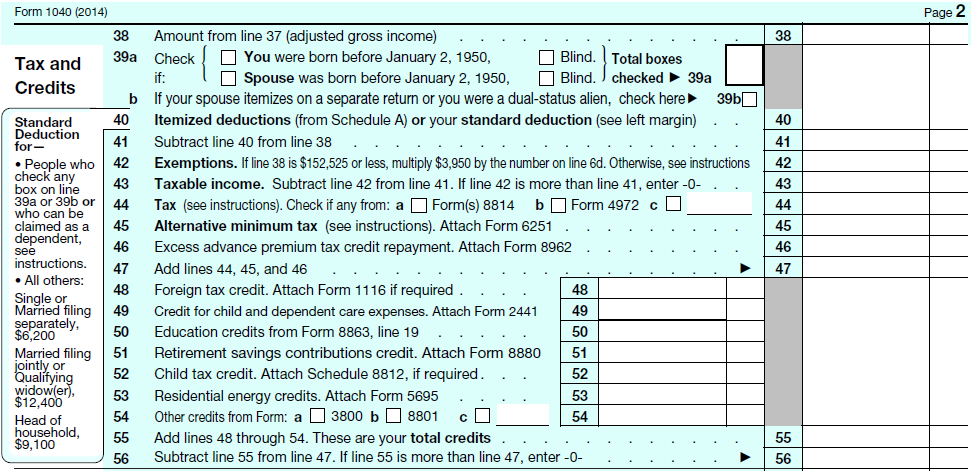 Form 1040 (2014) Page 2
Tax and
Credits
Standard
Deduction
for—
• People who
check any
box on line
39a or 39b or
who can be
claimed as a
dependent,
see
instructions.
• All others:
Single or
Married filing
separately,
$6,200
Married filing
jointly or
Qualifying
widow(er),
$12,400
Head of
household,
$9,100
38 Amount from line 37 (adjusted gross income) . . . . . . . . . . . . . . 38
39a Check if: { You were born before January 2, 1950, Blind. } Total boxes
Spouse was born before January 2, 1950, Blind. checked ▶ 39a
b If your spouse itemizes on a separate return or you were a dual-status alien, check here ▶ 39b
40 Itemized deductions (from Schedule A) or your standard deduction (see left margin) . . 40
41 Subtract line 40 from line 38 . . . . . . . . . . . . . . . . . . . 41
42 Exemptions. If line 38 is $152,525 or less, multiply $3,950 by the number on line 6d. Otherwise, see instructions 42
43 Taxable income. Subtract line 42 from line 41. If line 42 is more than line 41, enter -0- . . 43
44 Tax (see instructions). Check if any from: a Form(s) 8814 b Form 4972 c 44
45 Alternative minimum tax (see instructions). Attach Form 6251 . . . . . . . . . 45
46 Excess advance premium tax credit repayment. Attach Form 8962 . . . . . . . . 46
47 Add lines 44, 45, and 46 . . . . . . . . . . . . . . . . . . ▶ 47
48 Foreign tax credit. Attach Form 1116 if required . . . . 48
49 Credit for child and dependent care expenses. Attach Form 2441 49
50 Education credits from Form 8863, line 19 . . . . . 50
51 Retirement savings contributions credit. Attach Form 8880 51
52 Child tax credit. Attach Schedule 8812, if required . . . 52
53 Residential energy credits. Attach Form 5695 . . . . 53
54 Other credits from Form: a 3800 b 8801 c 54
55 Add lines 48 through 54. These are your total credits . . . . . . . . . . . . 55
56 Subtract line 55 from line 47. If line 55 is more than line 47, enter -0- . . . . . . ▶ 56